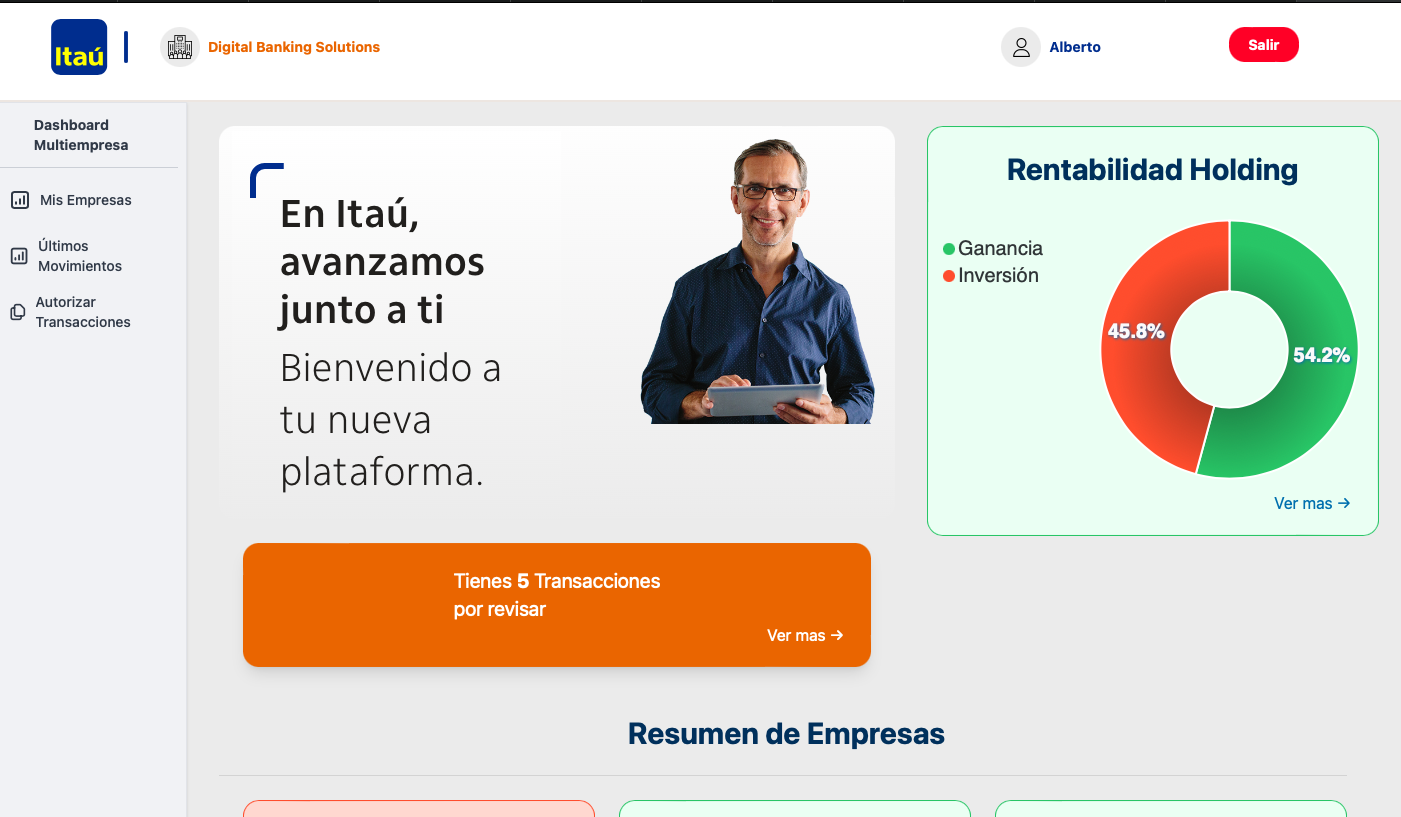 Itaú
Digital Banking Solutions
Alberto
Salir
Dashboard
Multiempresa
Mis Empresas
Últimos
Movimientos
Autorizar
Transacciones
En Itaú,
avanzamos
junto a ti
Bienvenido a
tu nueva
plataforma.
Rentabilidad Holding
Ganancia
Inversión
45.8%
54.2%
Ver mas →
Tienes 5 Transacciones
por revisar
Ver mas →
Resumen de Empresas